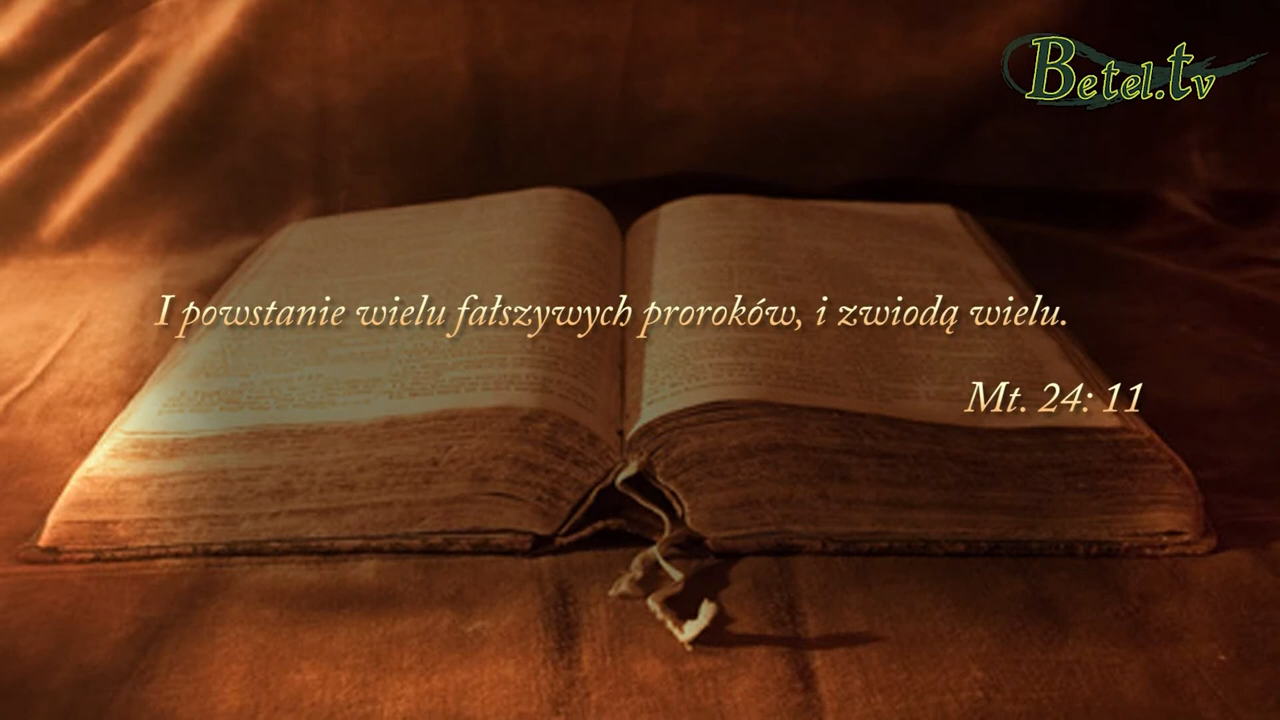 Betel.tv
I powstanie wielu fałszywych proroków, i zwiodą wielu.
Mt. 24: 11